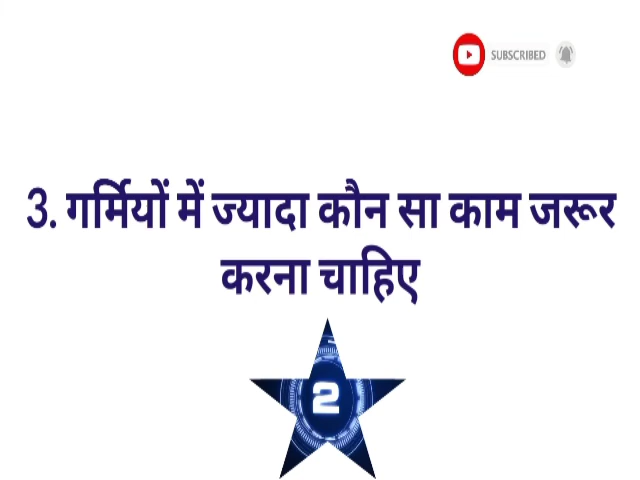 SUBSCRIBED
3. गर्मियों में ज्यादा कौन सा काम जरूर
करना चाहिए
2